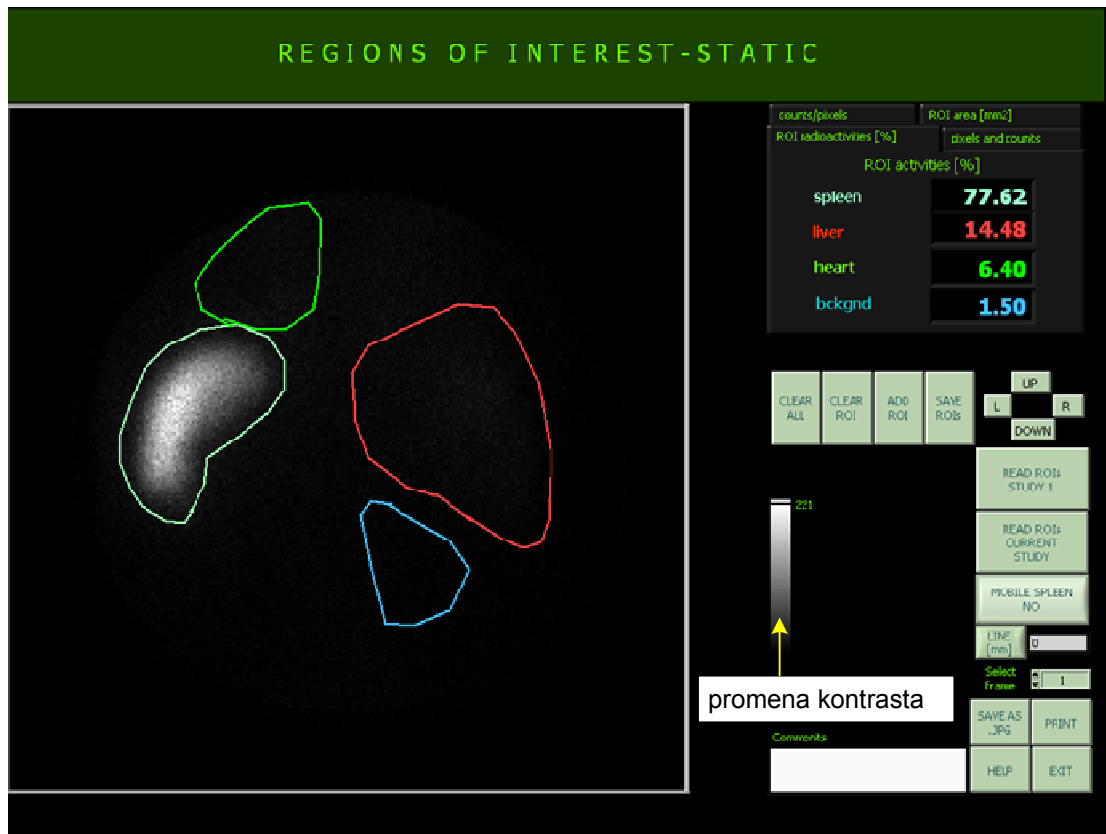 REGIONS OF INTEREST-STATIC
counts/pixels
ROI area [mm2]
ROI radioactivities [%]
pixels and counts
ROI activities [%]
spleen 77.62
liver 14.48
heart 6.40
bckgnd 1.50
CLEAR
ALL
CLEAR
ROI
ADD
ROI
SAVE
ROIs
UP
L
R
DOWN
READ ROIs
STUDY 1
221
READ ROIs
CURRENT
STUDY
MOBILE SPLEEN
NO
LINE
[mm]
0
Select
frame
1
promena kontrasta
SAVE AS
.JPG
PRINT
Comments
HELP
EXIT